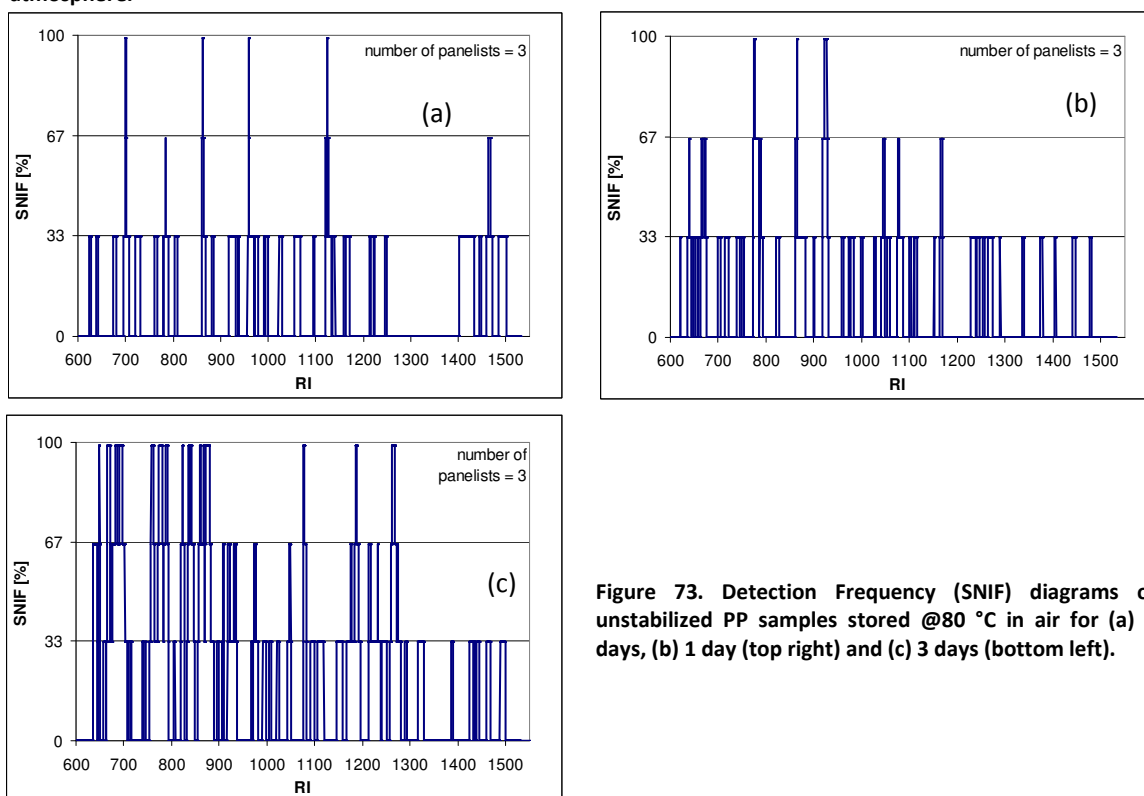 atmosphere.
100
67
33
0
SNIF [%]
number of panelists = 3
(a)
600 700 800 900 1000 1100 1200 1300 1400 1500
RI
100
67
33
0
SNIF [%]
number of panelists = 3
(b)
600 700 800 900 1000 1100 1200 1300 1400 1500
RI
100
67
33
0
SNIF [%]
number of
panelists = 3
(c)
600 700 800 900 1000 1100 1200 1300 1400 1500
RI
Figure 73. Detection Frequency (SNIF) diagrams
unstabilized PP samples stored @80 °C in air for (a)
days, (b) 1 day (top right) and (c) 3 days (bottom left).